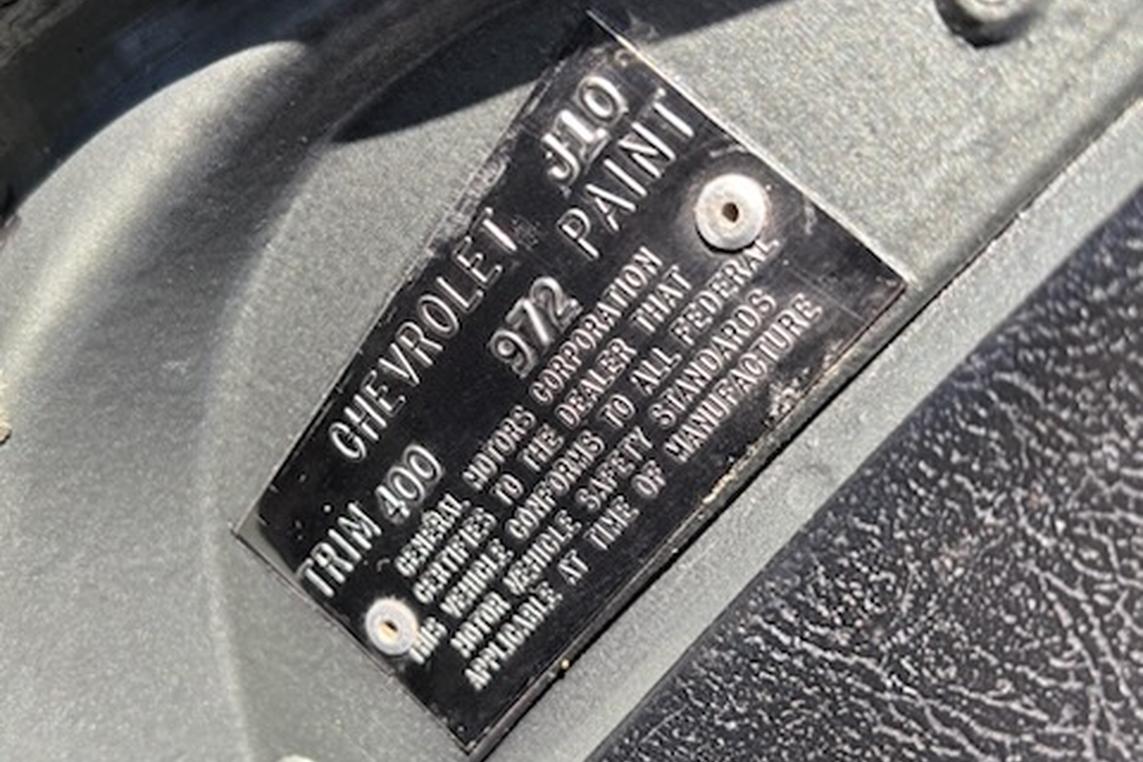 J10
CHEVROLET
TRIM 400 972 PAINT
GENERAL MOTORS CORPORATION
CERTIFIES TO THE DEALER THAT
THIS VEHICLE CONFORMS TO ALL FEDERAL
MOTOR VEHICLE SAFETY STANDARDS
APPLICABLE AT TIME OF MANUFACTURE